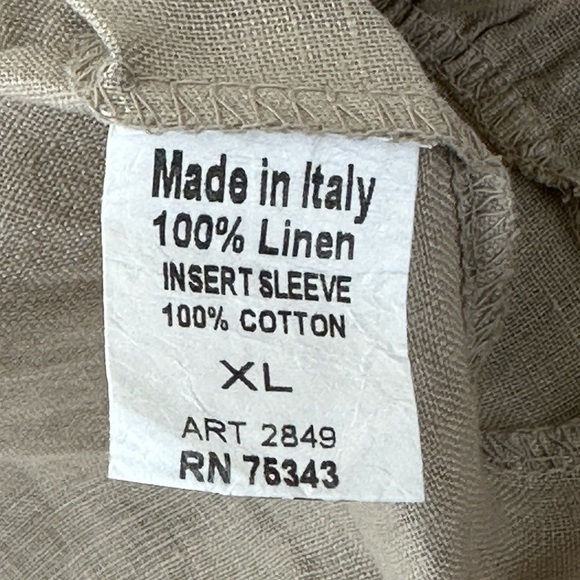 Made in Italy
100% Linen
INSERT SLEEVE
100% COTTON
XL
ART 2849
RN 75343